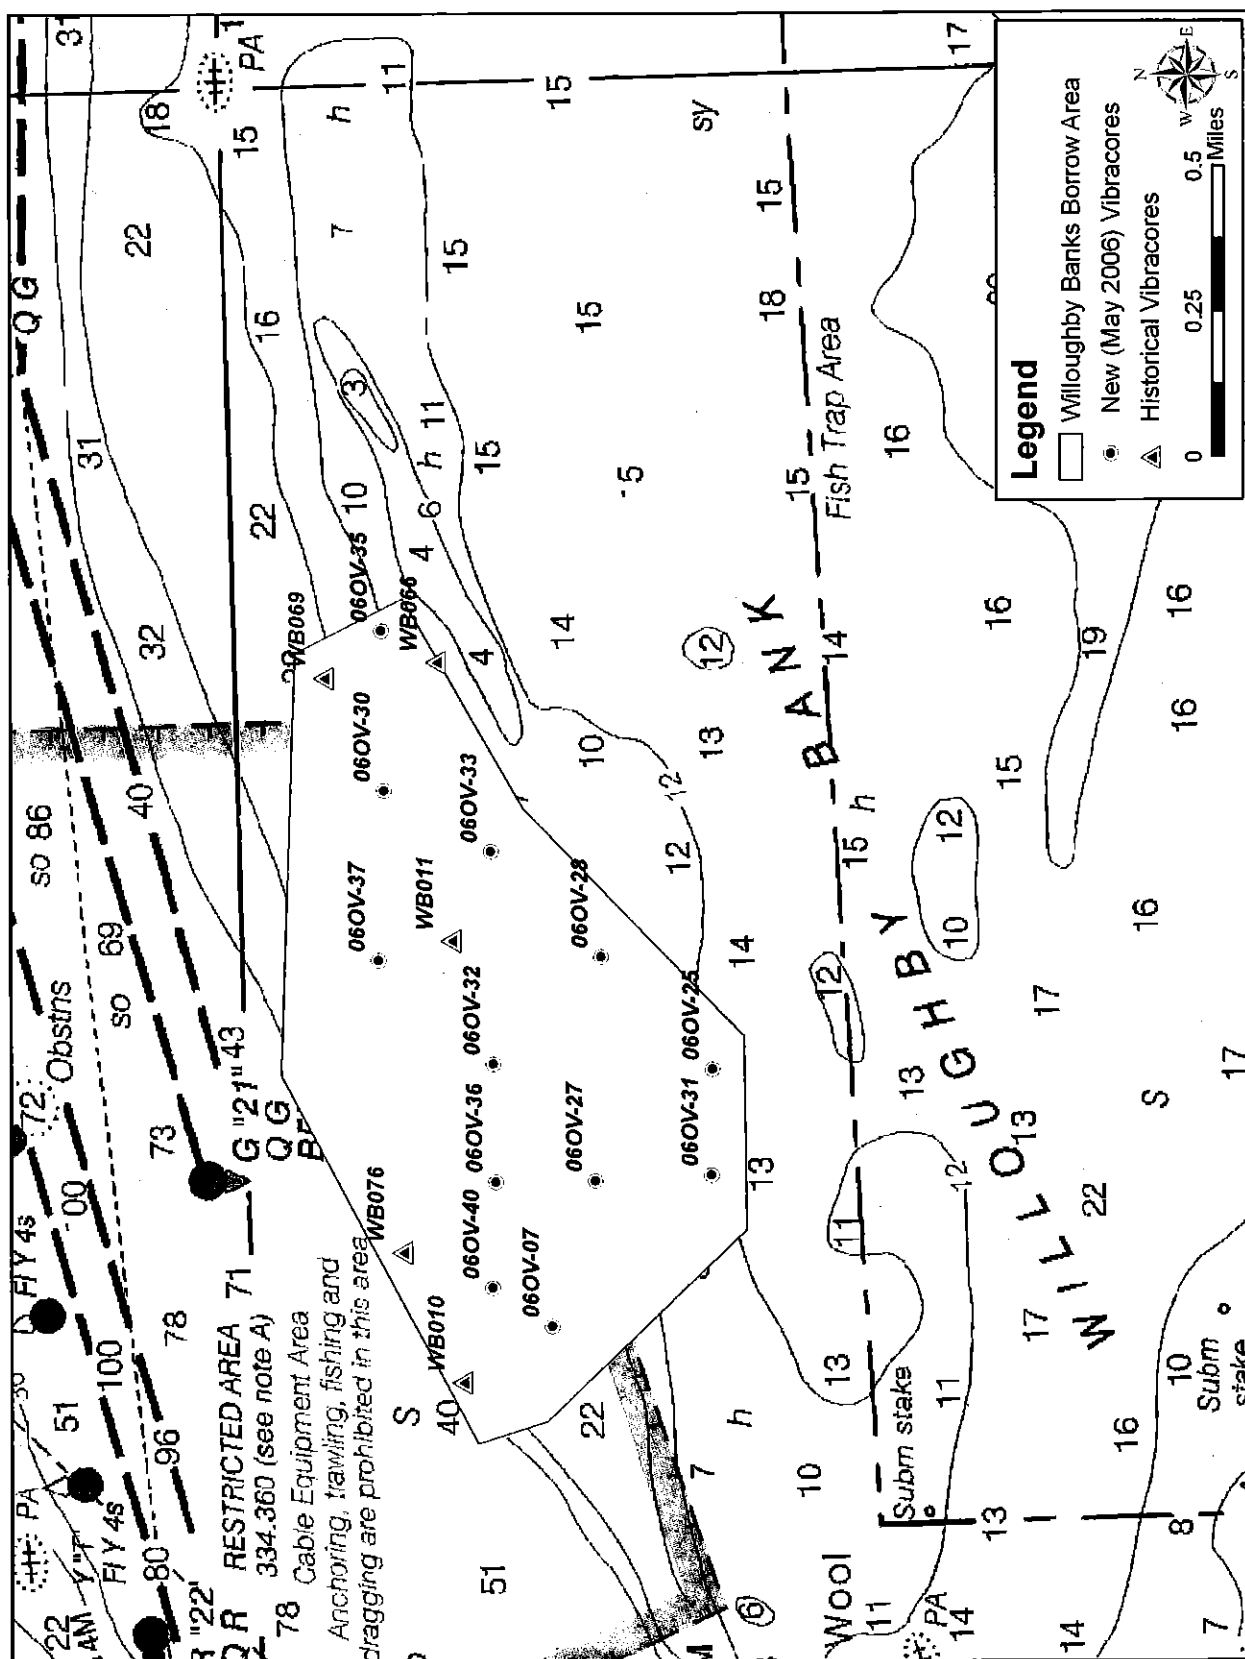 Legend
Willoughby Banks Borrow Area
New (May 2006) Vibracores
Historical Vibracores
0 0.25 0.5
Miles
N
E
S
W
RESTRICTED AREA
334.360 (see note A)
Cable Equipment Area
Anchoring, trawling, fishing and
dragging are prohibited in this area
WILLOUGHBY BANK
Fish Trap Area
Subm stake
Subm
stake
Wool
Obstns
G "21"
Q G
Q G
Fl Y 4s
Fl Y 4s
PA
PA
PA
WB069
WB066
WB011
WB076
WB010
06OV-35
06OV-30
06OV-33
06OV-37
06OV-28
06OV-32
06OV-25
06OV-36
06OV-27
06OV-31
06OV-40
06OV-07
so 86
so 69
72
73
43
71
78
78
96
100
80
51
51
40
32
31
31
22
22
22
22
22
18
16
15
11
h
7
3
10
11
h
6
4
4
15
15
15
15
15
15
18
15
sy
17
14
12
13
10
12
12
14
14
15
h
12
12
10
13
13
13
12
11
13
11
17
17
17
S
S
22
16
16
16
16
16
16
19
15
10
8
13
14
14
11
10
7
7
h
6